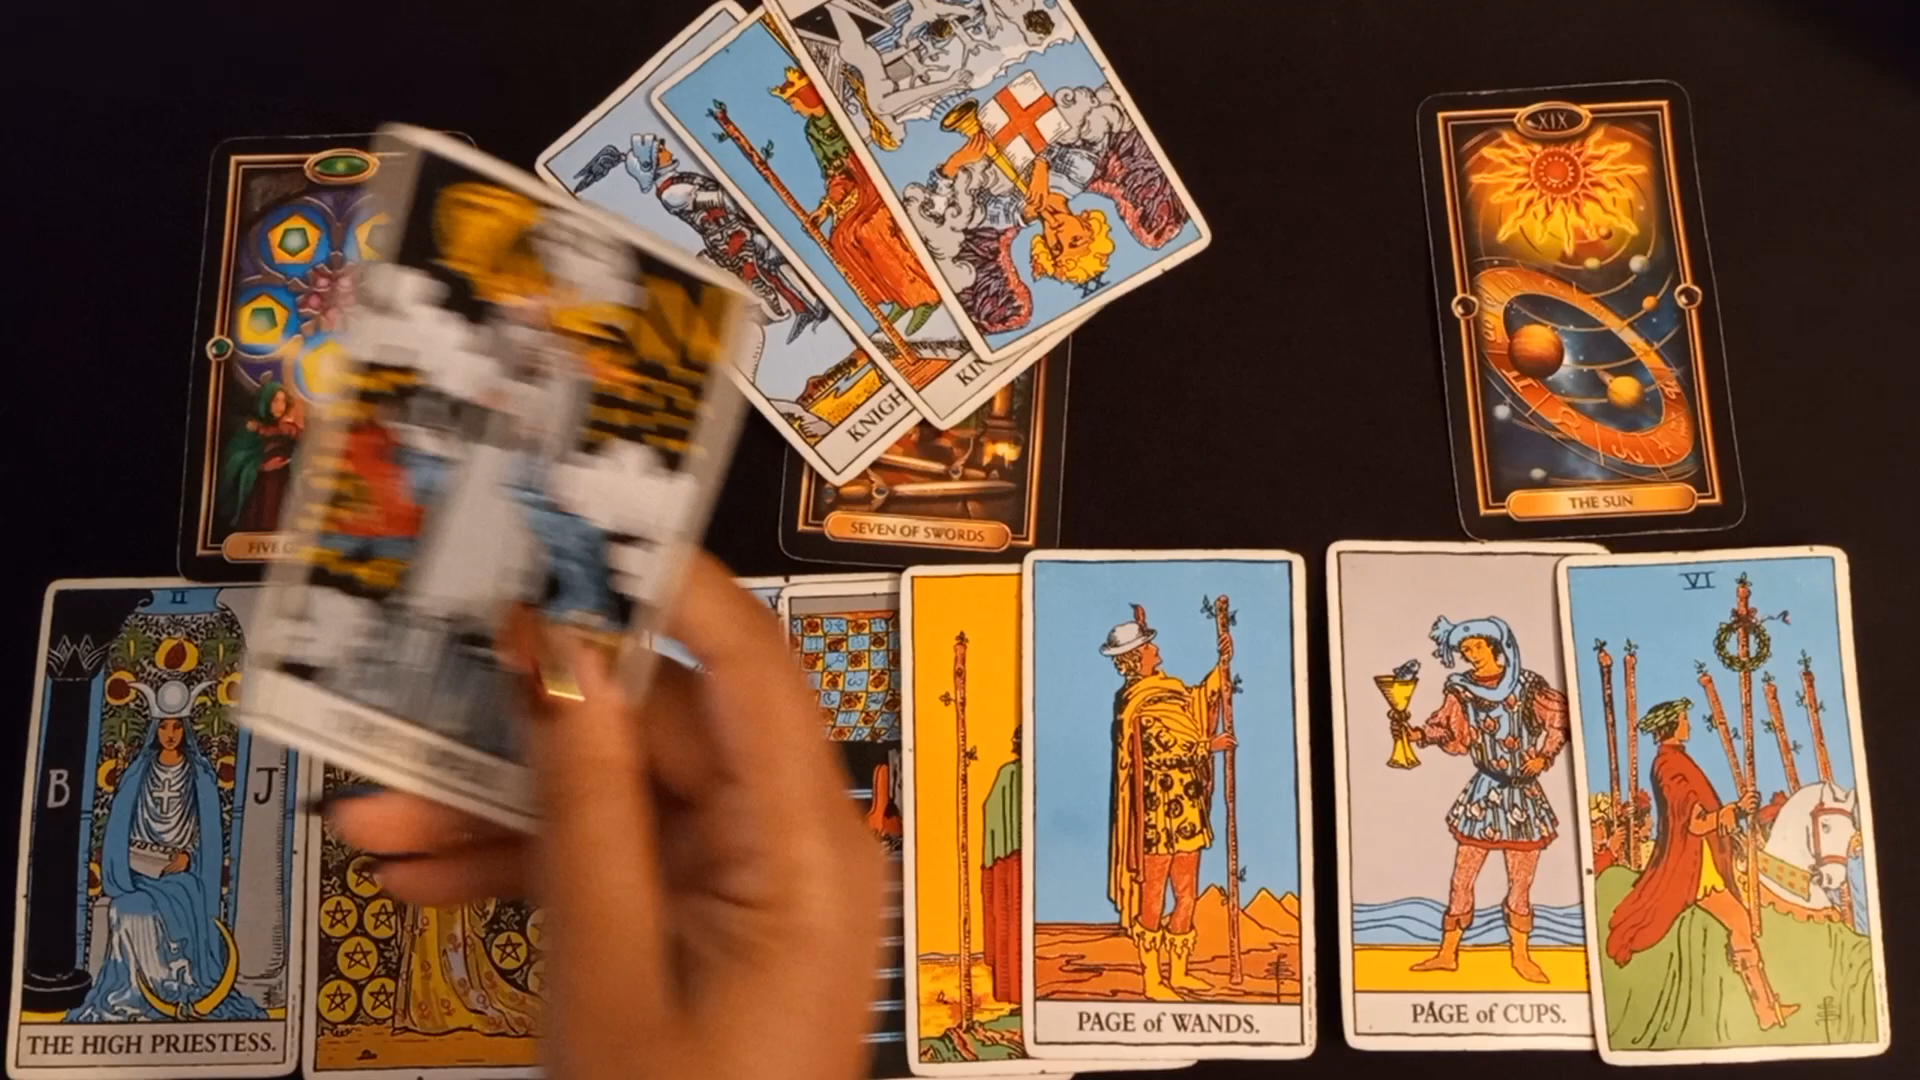 XIX
XX
KNIGH
KIN
THE SUN
SEVEN OF SWORDS
FIVE
II
VI
B
J
THE HIGH PRIESTESS.
PAGE of WANDS.
PAGE of CUPS.